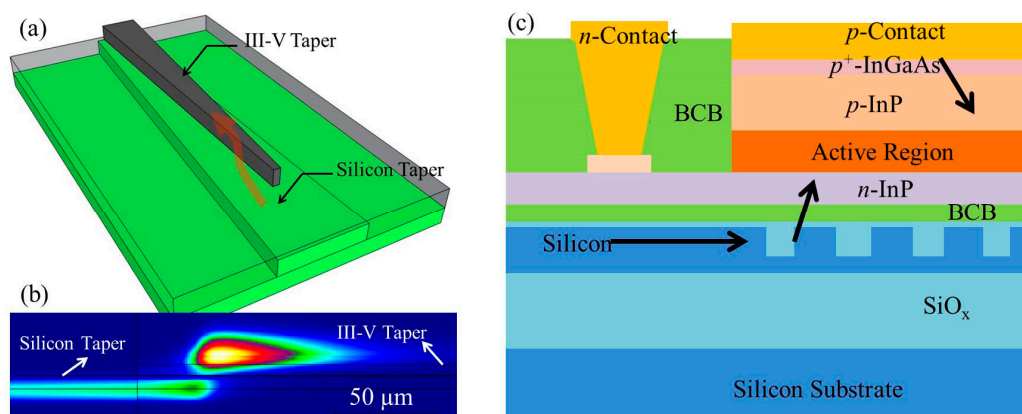 (a)
III-V Taper
Silicon Taper
(b)
Silicon Taper
III-V Taper
50 µm
(c)
n-Contact
p-Contact
p⁺-InGaAs
p-InP
BCB
Active Region
n-InP
BCB
Silicon
SiOₓ
Silicon Substrate